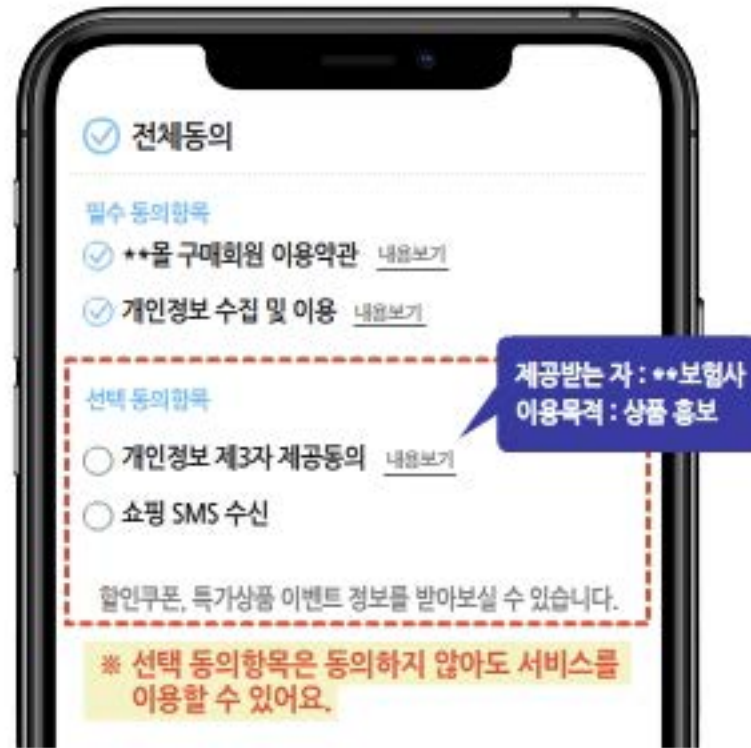 전체동의
필수 동의항목
**몰 구매회원 이용약관 내용보기
개인정보 수집 및 이용 내용보기
제공받는 자 : **보험사
이용목적 : 상품 홍보
선택 동의항목
개인정보 제3자 제공동의 내용보기
쇼핑 SMS 수신
할인쿠폰, 특가상품 이벤트 정보를 받아보실 수 있습니다.
※ 선택 동의항목은 동의하지 않아도 서비스를
이용할 수 있어요.